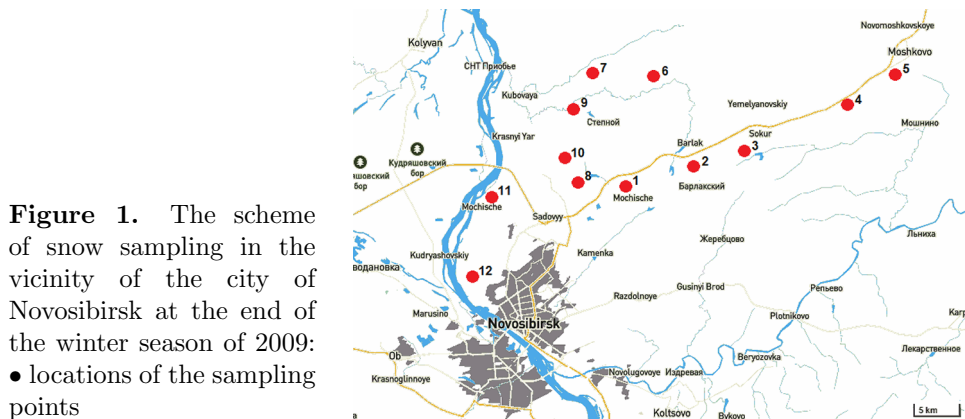 Figure 1. The scheme
of snow sampling in the
vicinity of the city of
Novosibirsk at the end of
the winter season of 2009:
• locations of the sampling
points
Novomoshkovskoye
Kolyvan
Moshkovo
СНТ Приобье
7
6
5
Kubovaya
9
Yemelyanovskiy
4
Степной
Мошнино
Krasnyi Yar
Barlak
Sokur
3
10
2
Кудряшовский
бор
шовский
бор
8
1
Барлакский
11
Mochische
Mochische
Sadovyy
Льниха
Жеребцово
Kudryashovskiy
Kamenka
водановка
12
Gusinyi Brod
Репьево
Razdolnoye
Marusino
Plotnikovo
Кар
Novosibirsk
Лекарственное
Ob
Beryozovka
Krasnoglinnoye
Novolugovoye
Издревая
Koltsovo
Bykovo
5 km
а